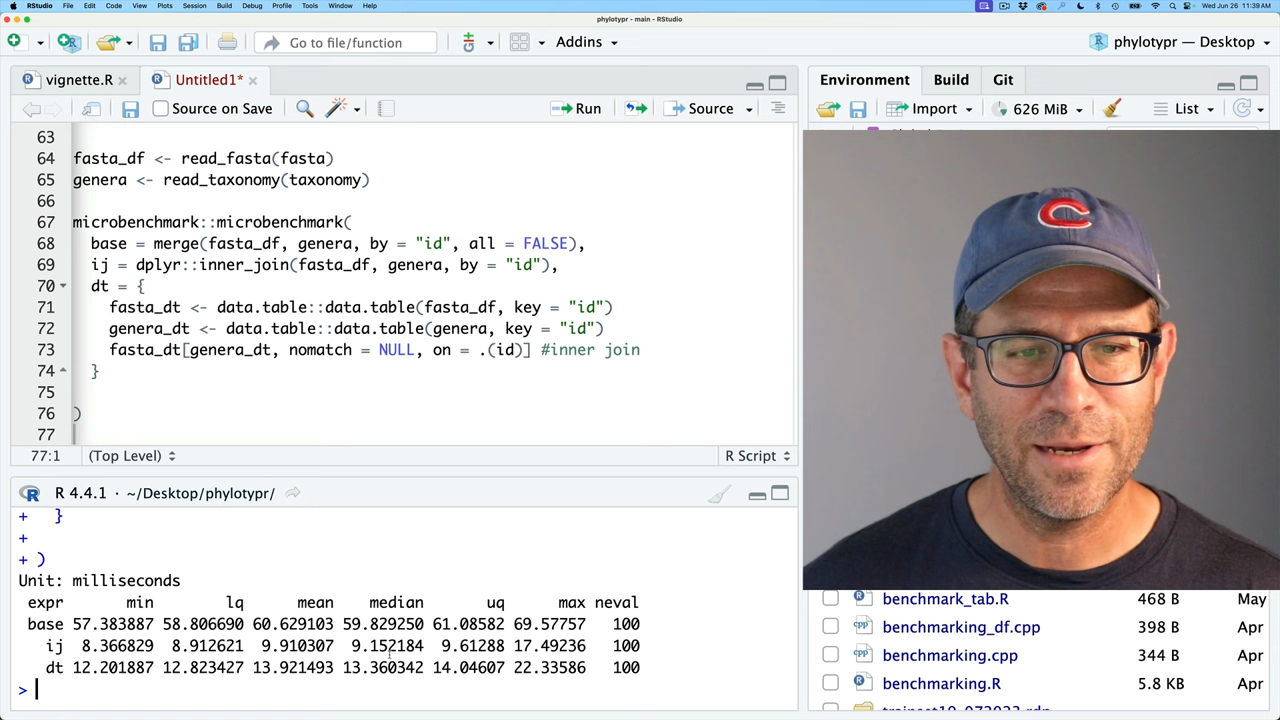 RStudio File Edit Code View Plots Session Build Debug Profile Tools Window Help Wed Jun 26 11:39 AM
phylotypr - main - RStudio
Go to file/function Addins phylotypr — Desktop
vignette.R Untitled1*
Source on Save Run Source
63
64 fasta_df <- read_fasta(fasta)
65 genera <- read_taxonomy(taxonomy)
66
67 microbenchmark::microbenchmark(
68 base = merge(fasta_df, genera, by = "id", all = FALSE),
69 ij = dplyr::inner_join(fasta_df, genera, by = "id"),
70 dt = {
71 fasta_dt <- data.table::data.table(fasta_df, key = "id")
72 genera_dt <- data.table::data.table(genera, key = "id")
73 fasta_dt[genera_dt, nomatch = NULL, on = .(id)] #inner join
74 }
75
76 )
77
77:1 (Top Level) R Script
R 4.4.1 · ~/Desktop/phylotypr/
+ }
+
+ )
Unit: milliseconds
expr min lq mean median uq max neval
base 57.383887 58.806690 60.629103 59.829250 61.08582 69.57757 100
ij 8.366829 8.912621 9.910307 9.152184 9.61288 17.49236 100
dt 12.201887 12.823427 13.921493 13.360342 14.04607 22.33586 100
>
Environment Build Git
Import 626 MiB List
C
benchmark_tab.R 468 B May
benchmarking_df.cpp 398 B Apr
benchmarking.cpp 344 B Apr
benchmarking.R 5.8 KB Apr